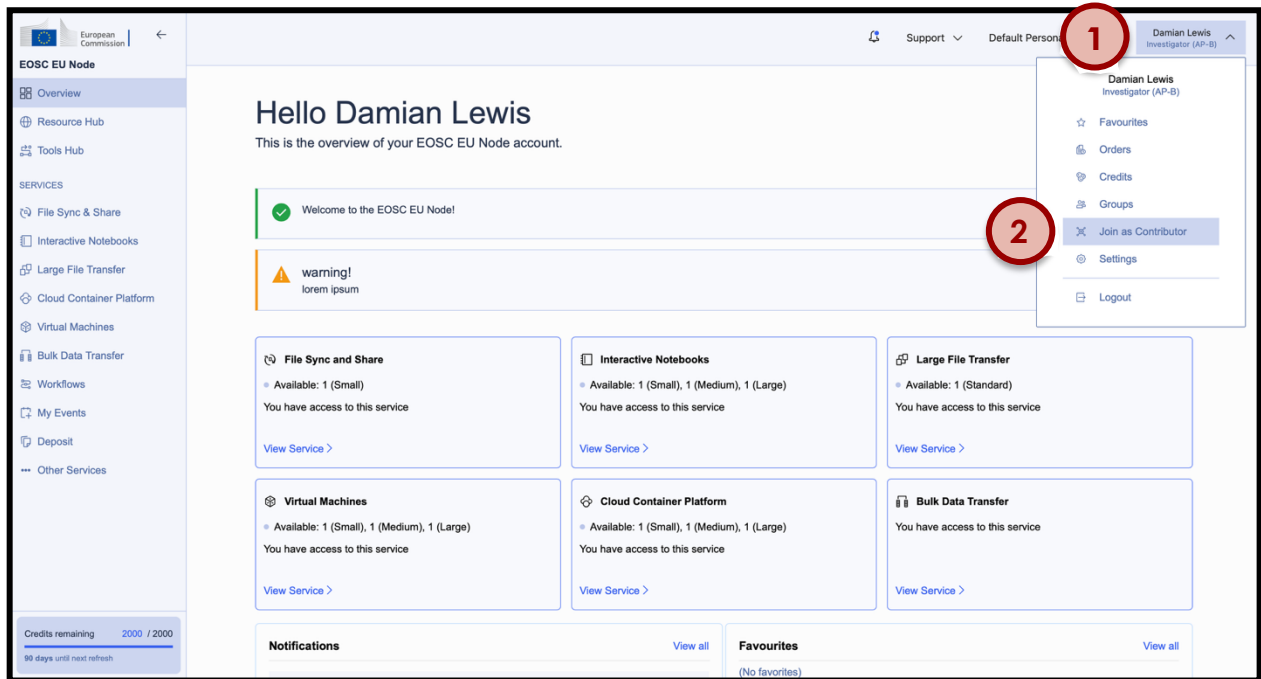 European
Commission
EOSC EU Node
Overview
Resource Hub
Tools Hub
SERVICES
File Sync & Share
Interactive Notebooks
Large File Transfer
Cloud Container Platform
Virtual Machines
Bulk Data Transfer
Workflows
My Events
Deposit
Other Services
Credits remaining 2000 / 2000
90 days until next refresh
Support
Default Persona
1
Damian Lewis
Investigator (AP-B)
Damian Lewis
Investigator (AP-B)
Favourites
Orders
Credits
Groups
2
Join as Contributor
Settings
Logout
Hello Damian Lewis
This is the overview of your EOSC EU Node account.
Welcome to the EOSC EU Node!
warning!
lorem ipsum
File Sync and Share
Available: 1 (Small)
You have access to this service
View Service >
Interactive Notebooks
Available: 1 (Small), 1 (Medium), 1 (Large)
You have access to this service
View Service >
Large File Transfer
Available: 1 (Standard)
You have access to this service
View Service >
Virtual Machines
Available: 1 (Small), 1 (Medium), 1 (Large)
You have access to this service
View Service >
Cloud Container Platform
Available: 1 (Small), 1 (Medium), 1 (Large)
You have access to this service
View Service >
Bulk Data Transfer
You have access to this service
View Service >
Notifications View all
Favourites View all
(No favorites)